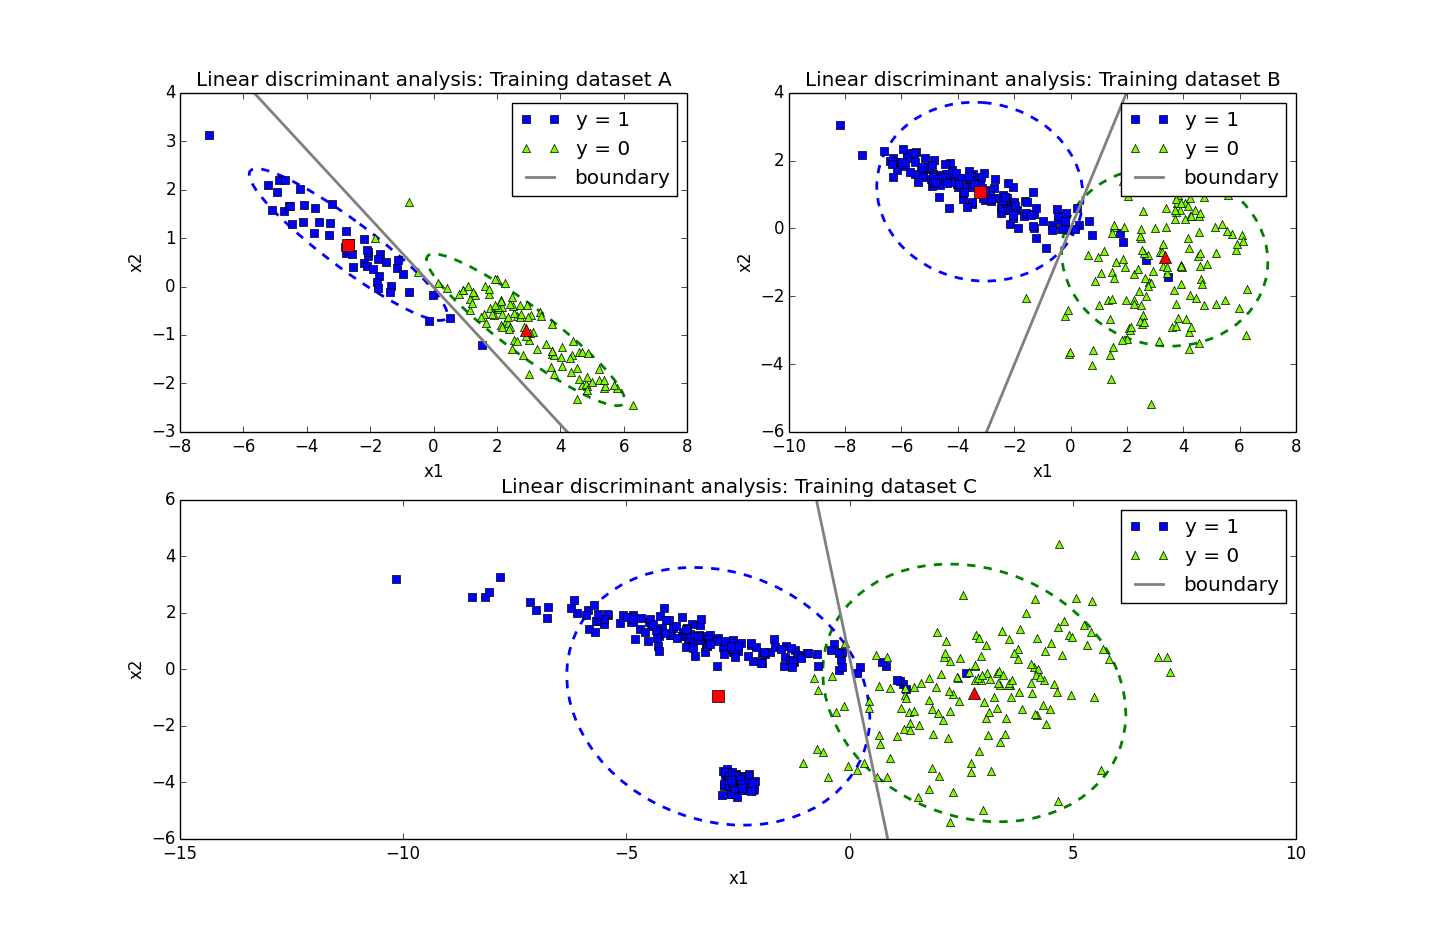 Linear discriminant analysis: Training dataset A
4
3
2
1
0
−1
−2
−3
x2
−8 −6 −4 −2 0 2 4 6 8
x1
y = 1
y = 0
boundary
Linear discriminant analysis: Training dataset B
4
2
0
−2
−4
−6
x2
−10 −8 −6 −4 −2 0 2 4 6 8
x1
y = 1
y = 0
boundary
Linear discriminant analysis: Training dataset C
6
4
2
0
−2
−4
−6
x2
−15 −10 −5 0 5 10
x1
y = 1
y = 0
boundary